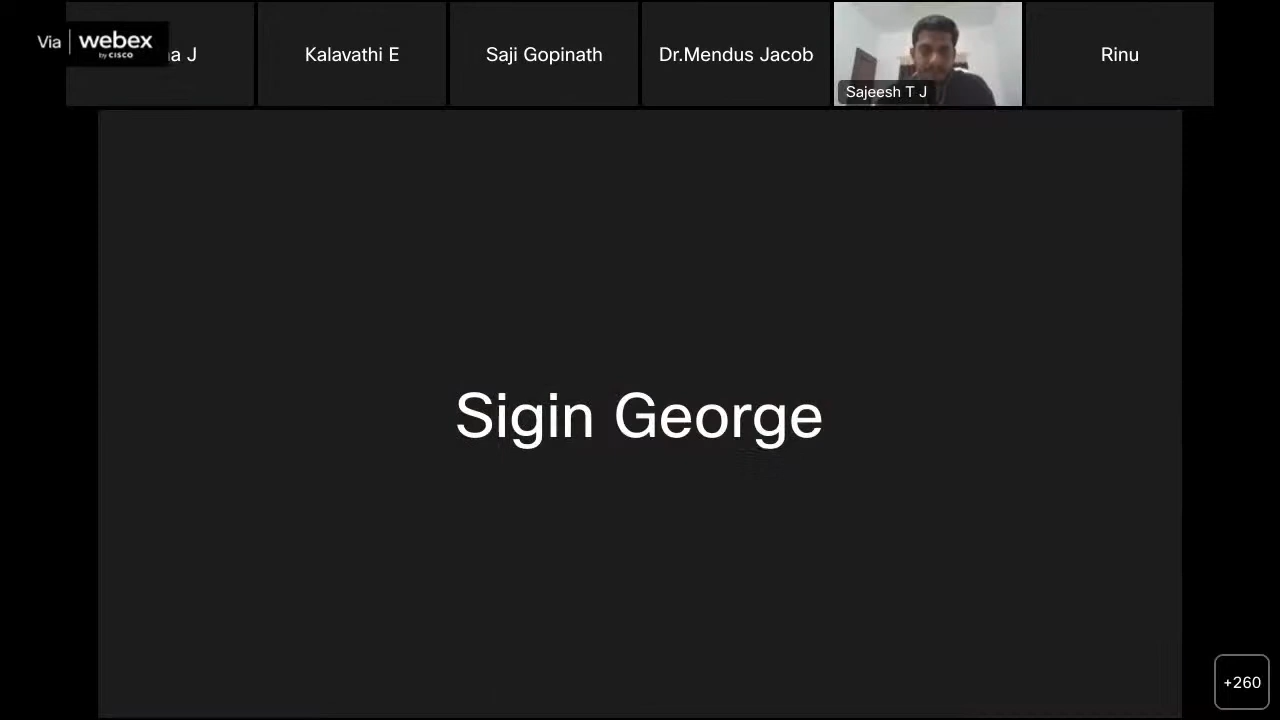 Via webex
by CISCO
a J
Kalavathi E
Saji Gopinath
Dr.Mendus Jacob
Sajeesh T J
Rinu
Sigin George
+260